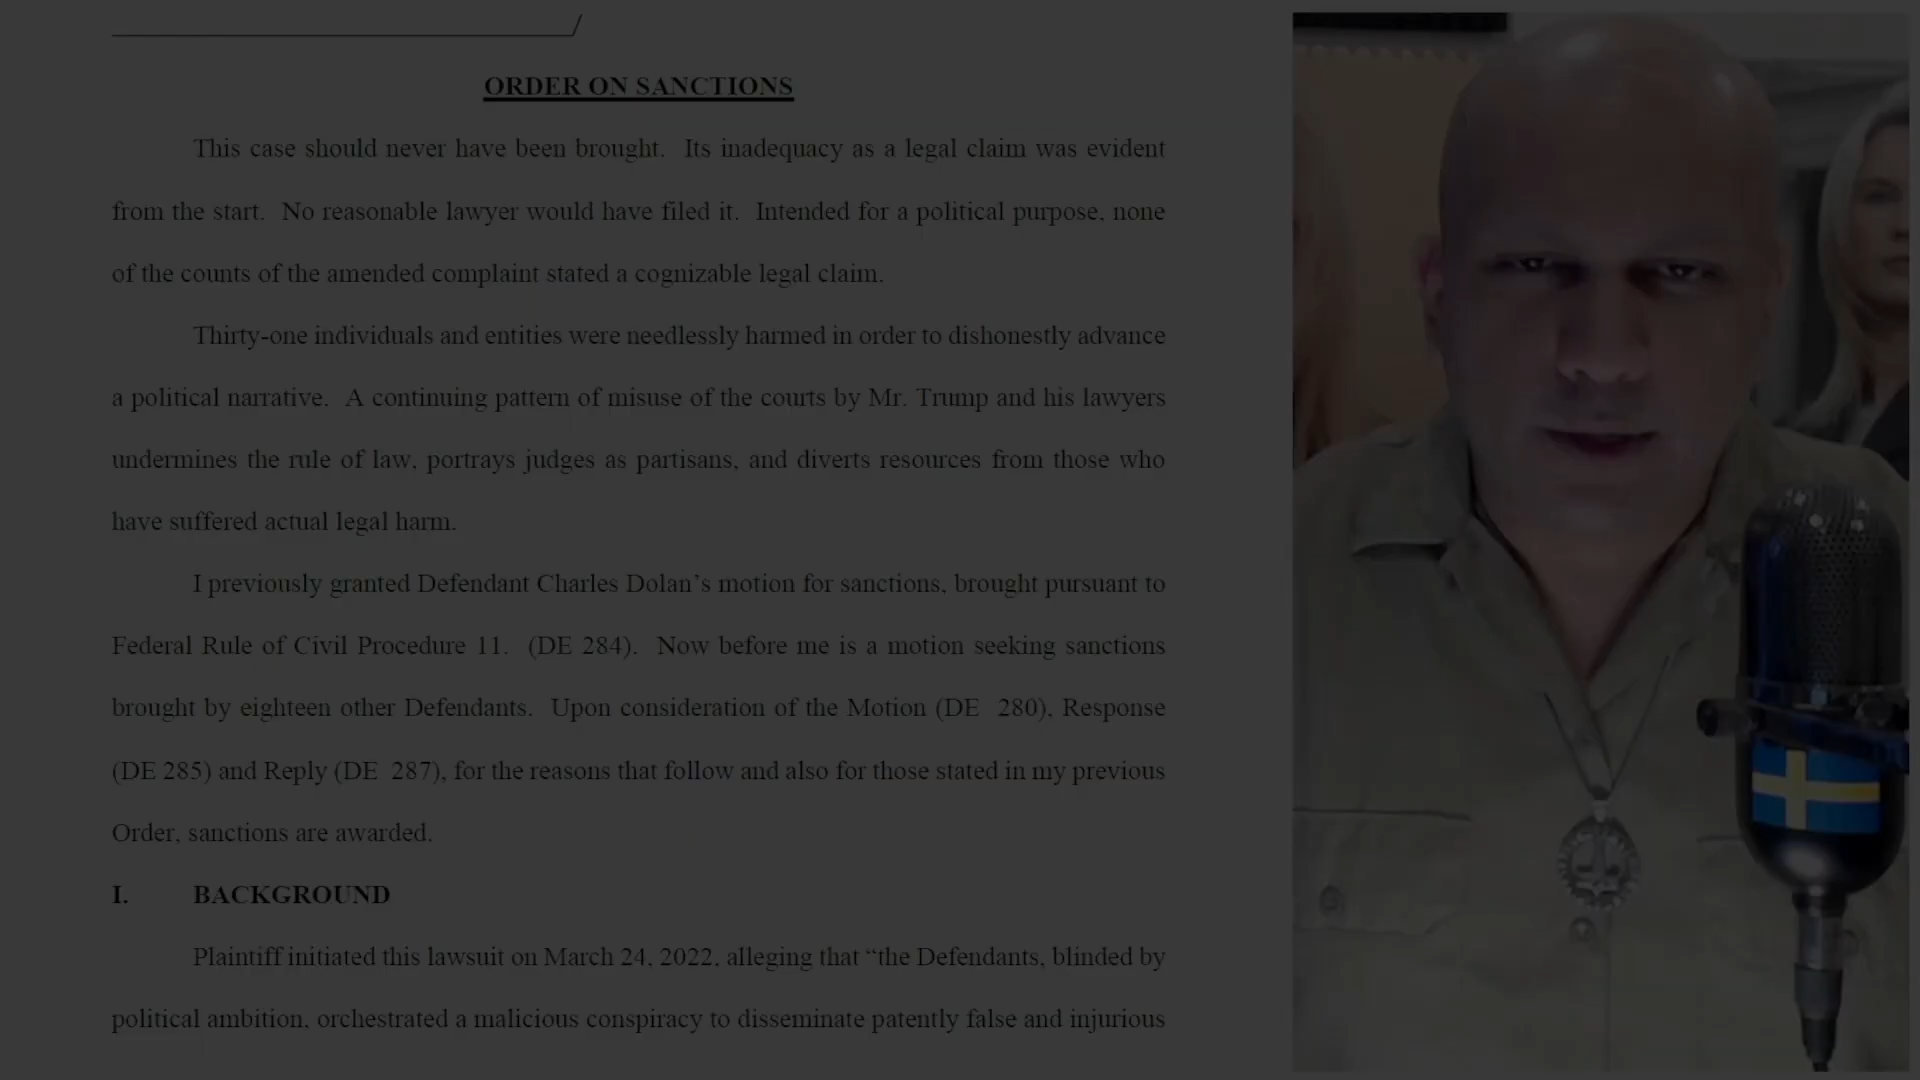 ORDER ON SANCTIONS
This case should never have been brought. Its inadequacy as a legal claim was evident
from the start. No reasonable lawyer would have filed it. Intended for a political purpose, none
of the counts of the amended complaint stated a cognizable legal claim.
Thirty-one individuals and entities were needlessly harmed in order to dishonestly advance
a political narrative. A continuing pattern of misuse of the courts by Mr. Trump and his lawyers
undermines the rule of law, portrays judges as partisans, and diverts resources from those who
have suffered actual legal harm.
I previously granted Defendant Charles Dolan’s motion for sanctions, brought pursuant to
Federal Rule of Civil Procedure 11. (DE 284). Now before me is a motion seeking sanctions
brought by eighteen other Defendants. Upon consideration of the Motion (DE 280), Response
(DE 285) and Reply (DE 287), for the reasons that follow and also for those stated in my previous
Order, sanctions are awarded.
I. BACKGROUND
Plaintiff initiated this lawsuit on March 24, 2022, alleging that “the Defendants, blinded by
political ambition, orchestrated a malicious conspiracy to disseminate patently false and injurious